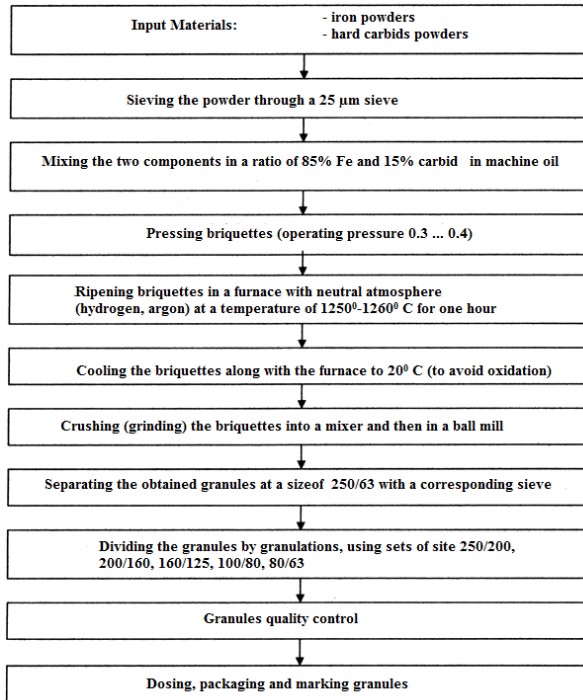 Input Materials: - iron powders
- hard carbids powders
Sieving the powder through a 25 µm sieve
Mixing the two components in a ratio of 85% Fe and 15% carbid in machine oil
Pressing briquettes (operating pressure 0.3 ... 0.4)
Ripening briquettes in a furnace with neutral atmosphere
(hydrogen, argon) at a temperature of 1250⁰-1260⁰ C for one hour
Cooling the briquettes along with the furnace to 20⁰ C (to avoid oxidation)
Crushing (grinding) the briquettes into a mixer and then in a ball mill
Separating the obtained granules at a sizeof 250/63 with a corresponding sieve
Dividing the granules by granulations, using sets of site 250/200,
200/160, 160/125, 100/80, 80/63
Granules quality control
Dosing, packaging and marking granules